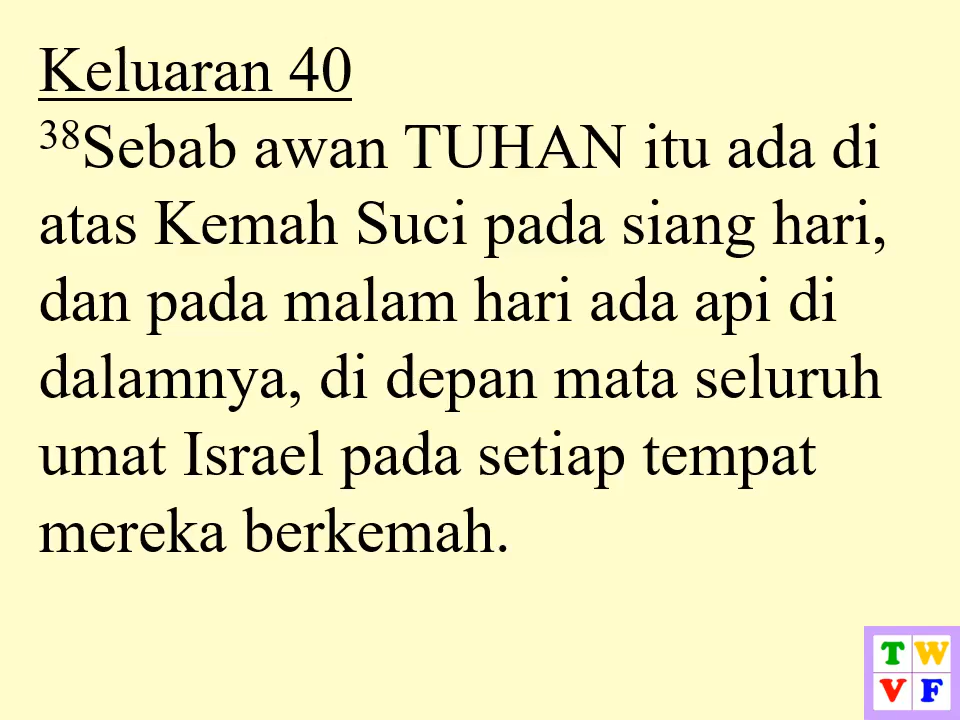 Keluaran 40
38Sebab awan TUHAN itu ada di
atas Kemah Suci pada siang hari,
dan pada malam hari ada api di
dalamnya, di depan mata seluruh
umat Israel pada setiap tempat
mereka berkemah.
T W
V F